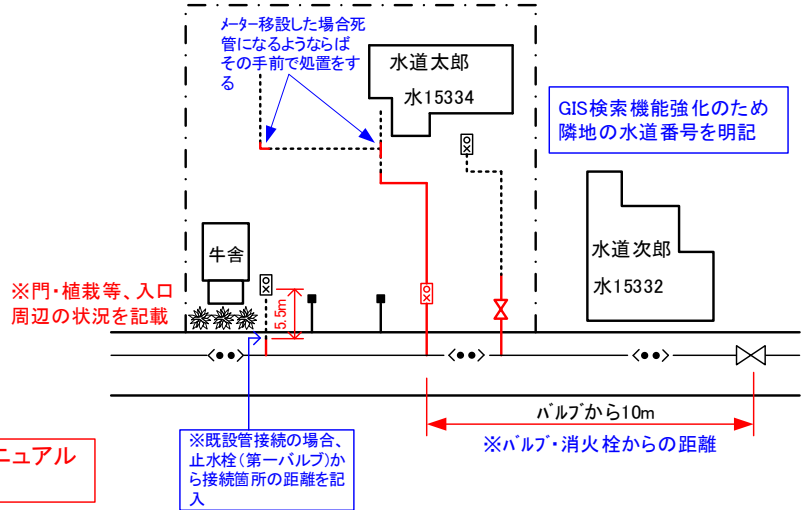 メーター移設した場合死
管になるようならば
その手前で処置をす
る
水道太郎
水15334
GIS検索機能強化のため
隣地の水道番号を明記
牛舎
水道次郎
水15332
※門・植栽等、入口
周辺の状況を記載
5.5m
バルブから10m
※バルブ・消火栓からの距離
※既設管接続の場合、
止水栓（第一バルブ）か
ら接続箇所の距離を記
入
ニュアル